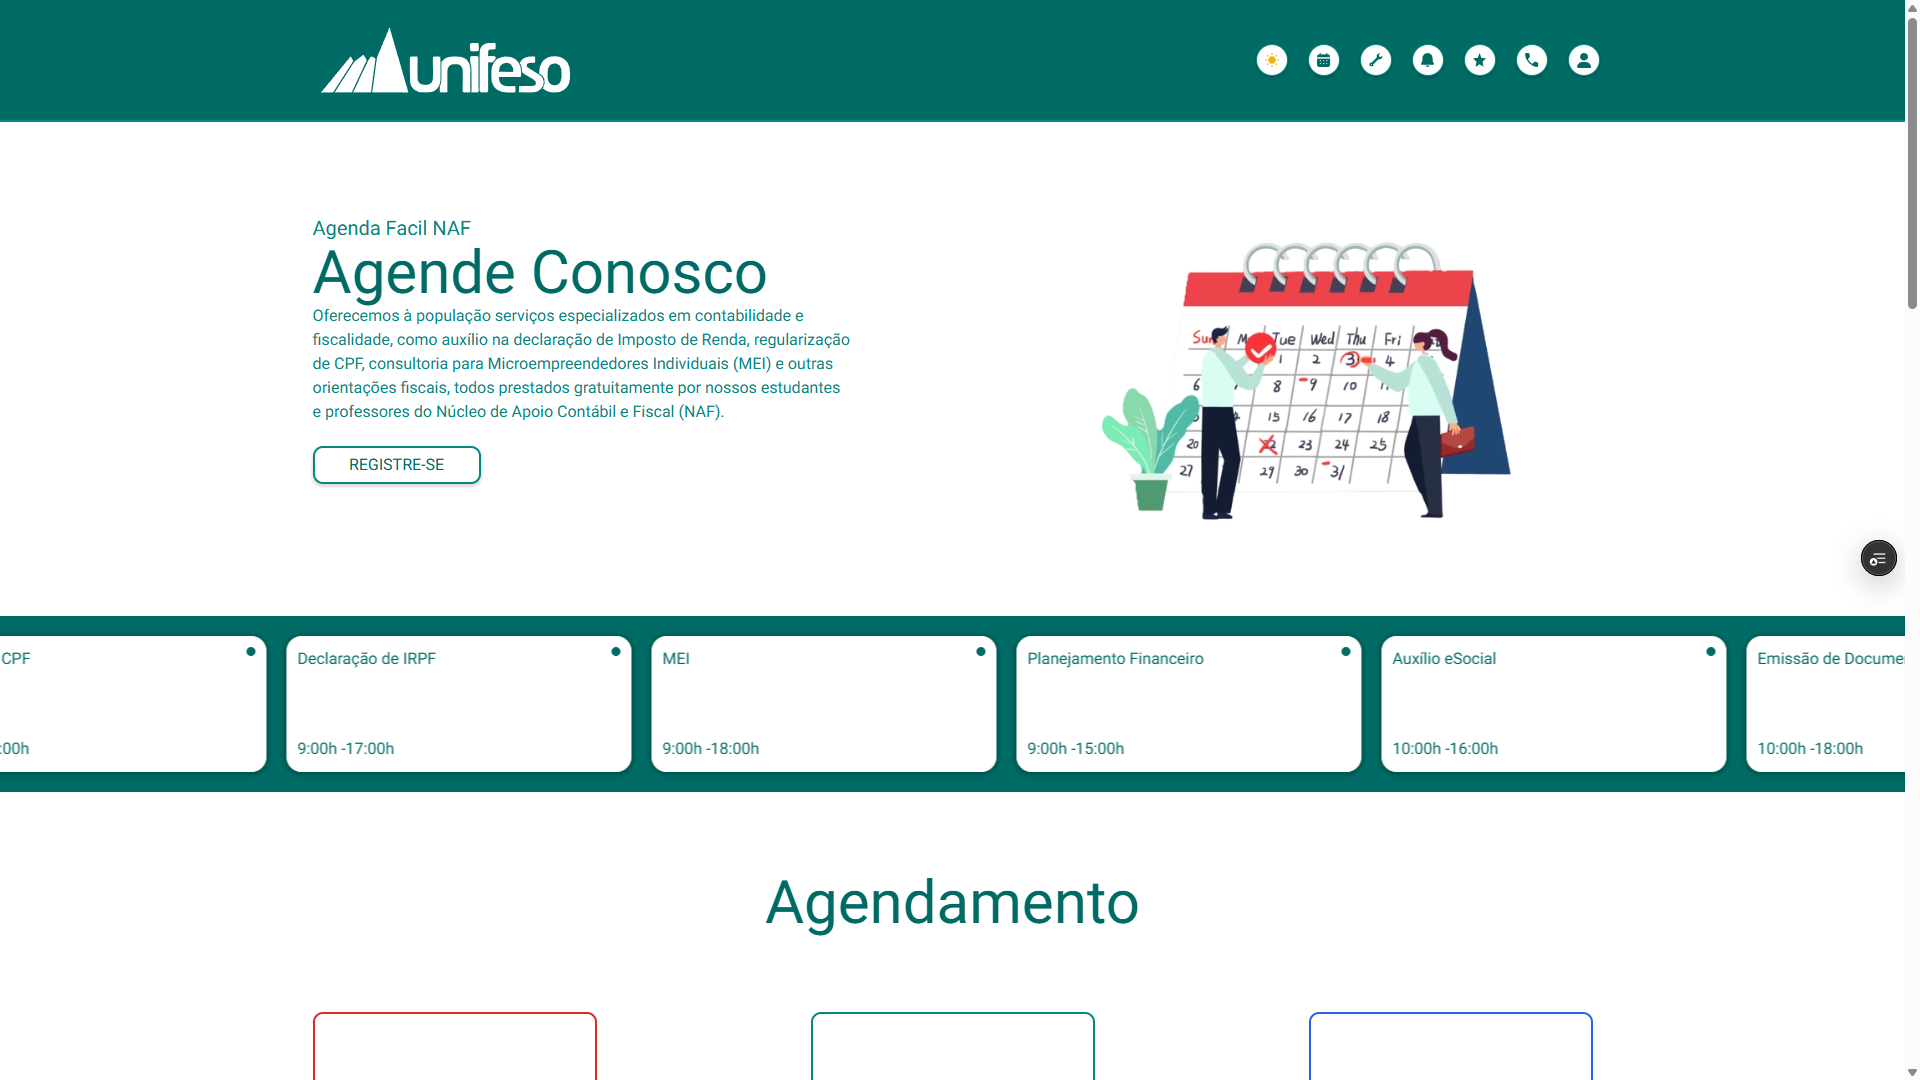 unifeso
Agenda Facil NAF
Agende Conosco
Oferecemos à população serviços especializados em contabilidade e
fiscalidade, como auxílio na declaração de Imposto de Renda, regularização
de CPF, consultoria para Microempreendedores Individuais (MEI) e outras
orientações fiscais, todos prestados gratuitamente por nossos estudantes
e professores do Núcleo de Apoio Contábil e Fiscal (NAF).
REGISTRE-SE
Sun Tue Wed Thu Fri
1 2 3 4
6 8 9 10
15 16 17 18
20 22 23 24 25
27 29 30 31
CPF
:00h
Declaração de IRPF
9:00h -17:00h
MEI
9:00h -18:00h
Planejamento Financeiro
9:00h -15:00h
Auxílio eSocial
10:00h -16:00h
Emissão de Docume
10:00h -18:00h
Agendamento